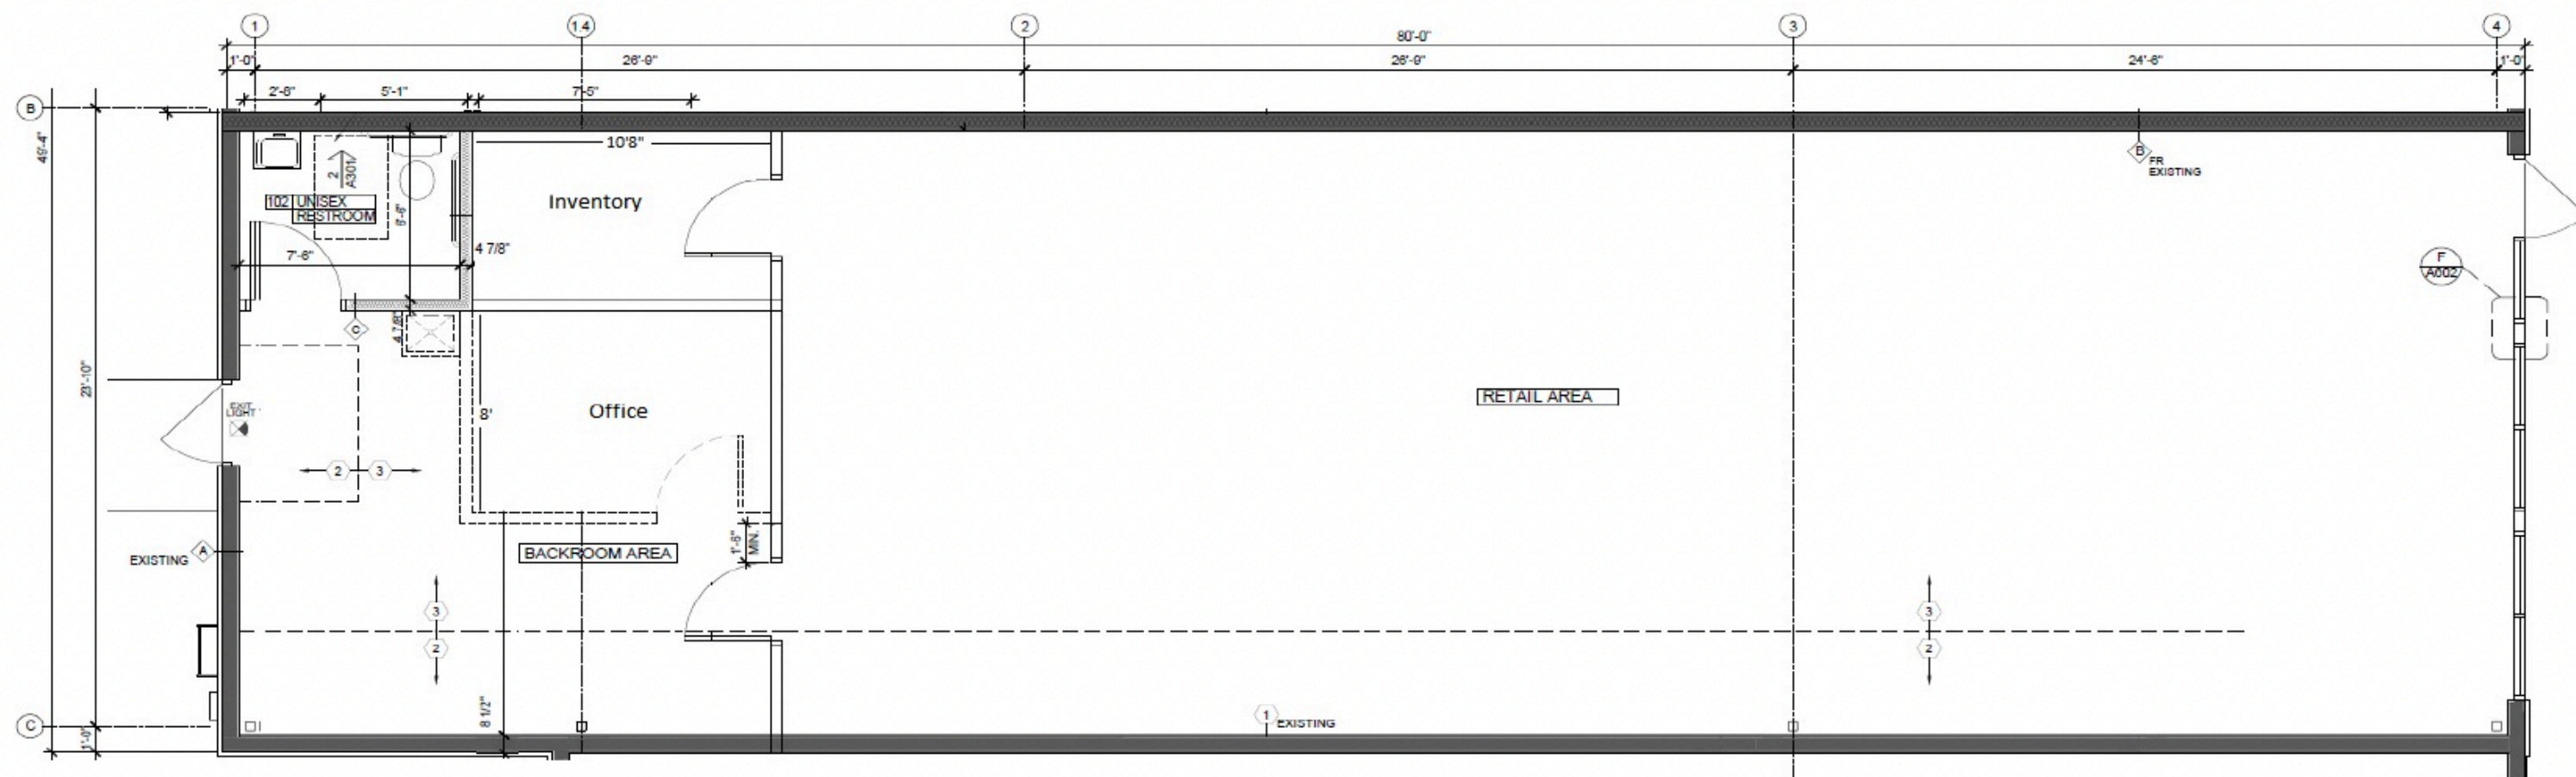 1
1.4
2
3
4
80'-0"
1'-0"
26'-9"
26'-9"
24'-6"
1'-0"
2'-6"
5'-1"
7'-5"
B
49'-4"
23'-10"
10'8"
2
A301
102 UNISEX
RESTROOM
6'-6"
Inventory
7'-6"
4 7/8"
B
FR
EXISTING
F
A002
C
4 7/8"
8'
Office
RETAIL AREA
EXIT
LIGHT
2
3
EXISTING
A
BACKROOM AREA
1'-6"
MIN.
3
2
3
2
8 1/2"
C
1'-0"
1
EXISTING